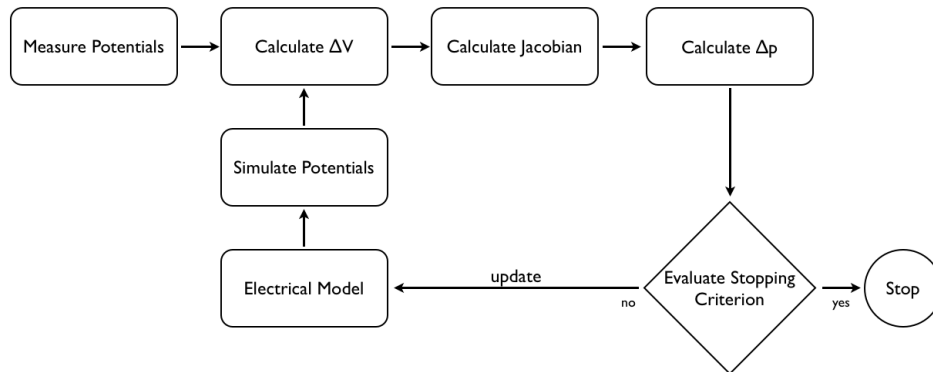 Measure Potentials
Calculate ΔV
Calculate Jacobian
Calculate Δp
Simulate Potentials
Electrical Model
update
no
Evaluate Stopping
Criterion
yes
Stop